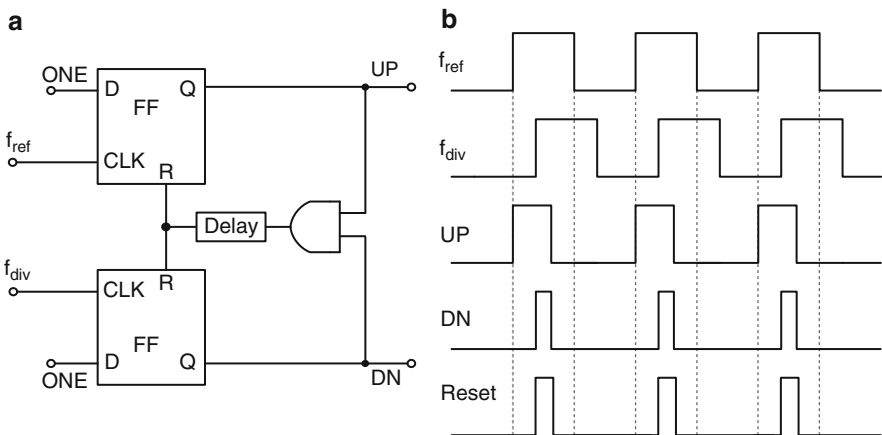 a
ONE
D
Q
FF
UP
f_ref
CLK
R
Delay
f_div
CLK
R
FF
D
Q
ONE
DN
b
f_ref
f_div
UP
DN
Reset